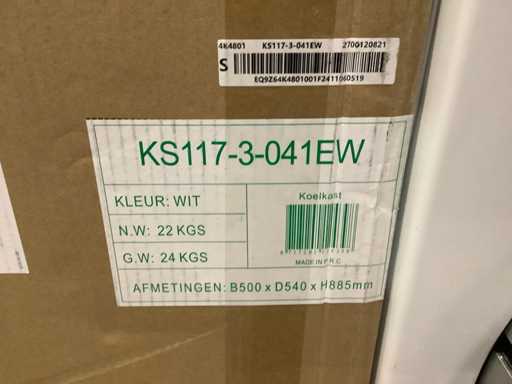 4K4801 KS117-3-041EW 2700120821
S
EQ9Z64K4801001F2411060519
KS117-3-041EW
KLEUR: WIT
N.W: 22 KGS
G.W: 24 KGS
Koelkast
MADE IN P.R.C
AFMETINGEN: B500 x D540 x H885mm